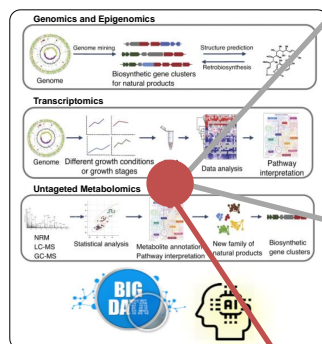 Genomics and Epigenomics
Genome mining
Structure prediction
Retrobiosynthesis
Genome
Biosynthetic gene clusters
for natural products
Transcriptomics
Genome
Different growth conditions
or growth stages
Data analysis
Pathway
interpretation
Untageted Metabolomics
NRM
LC-MS
GC-MS
Statistical analysis
Metabolite annotation
Pathway interpretation
New family of
natural products
Biosynthetic
gene clusters
BIG
DATA
AI